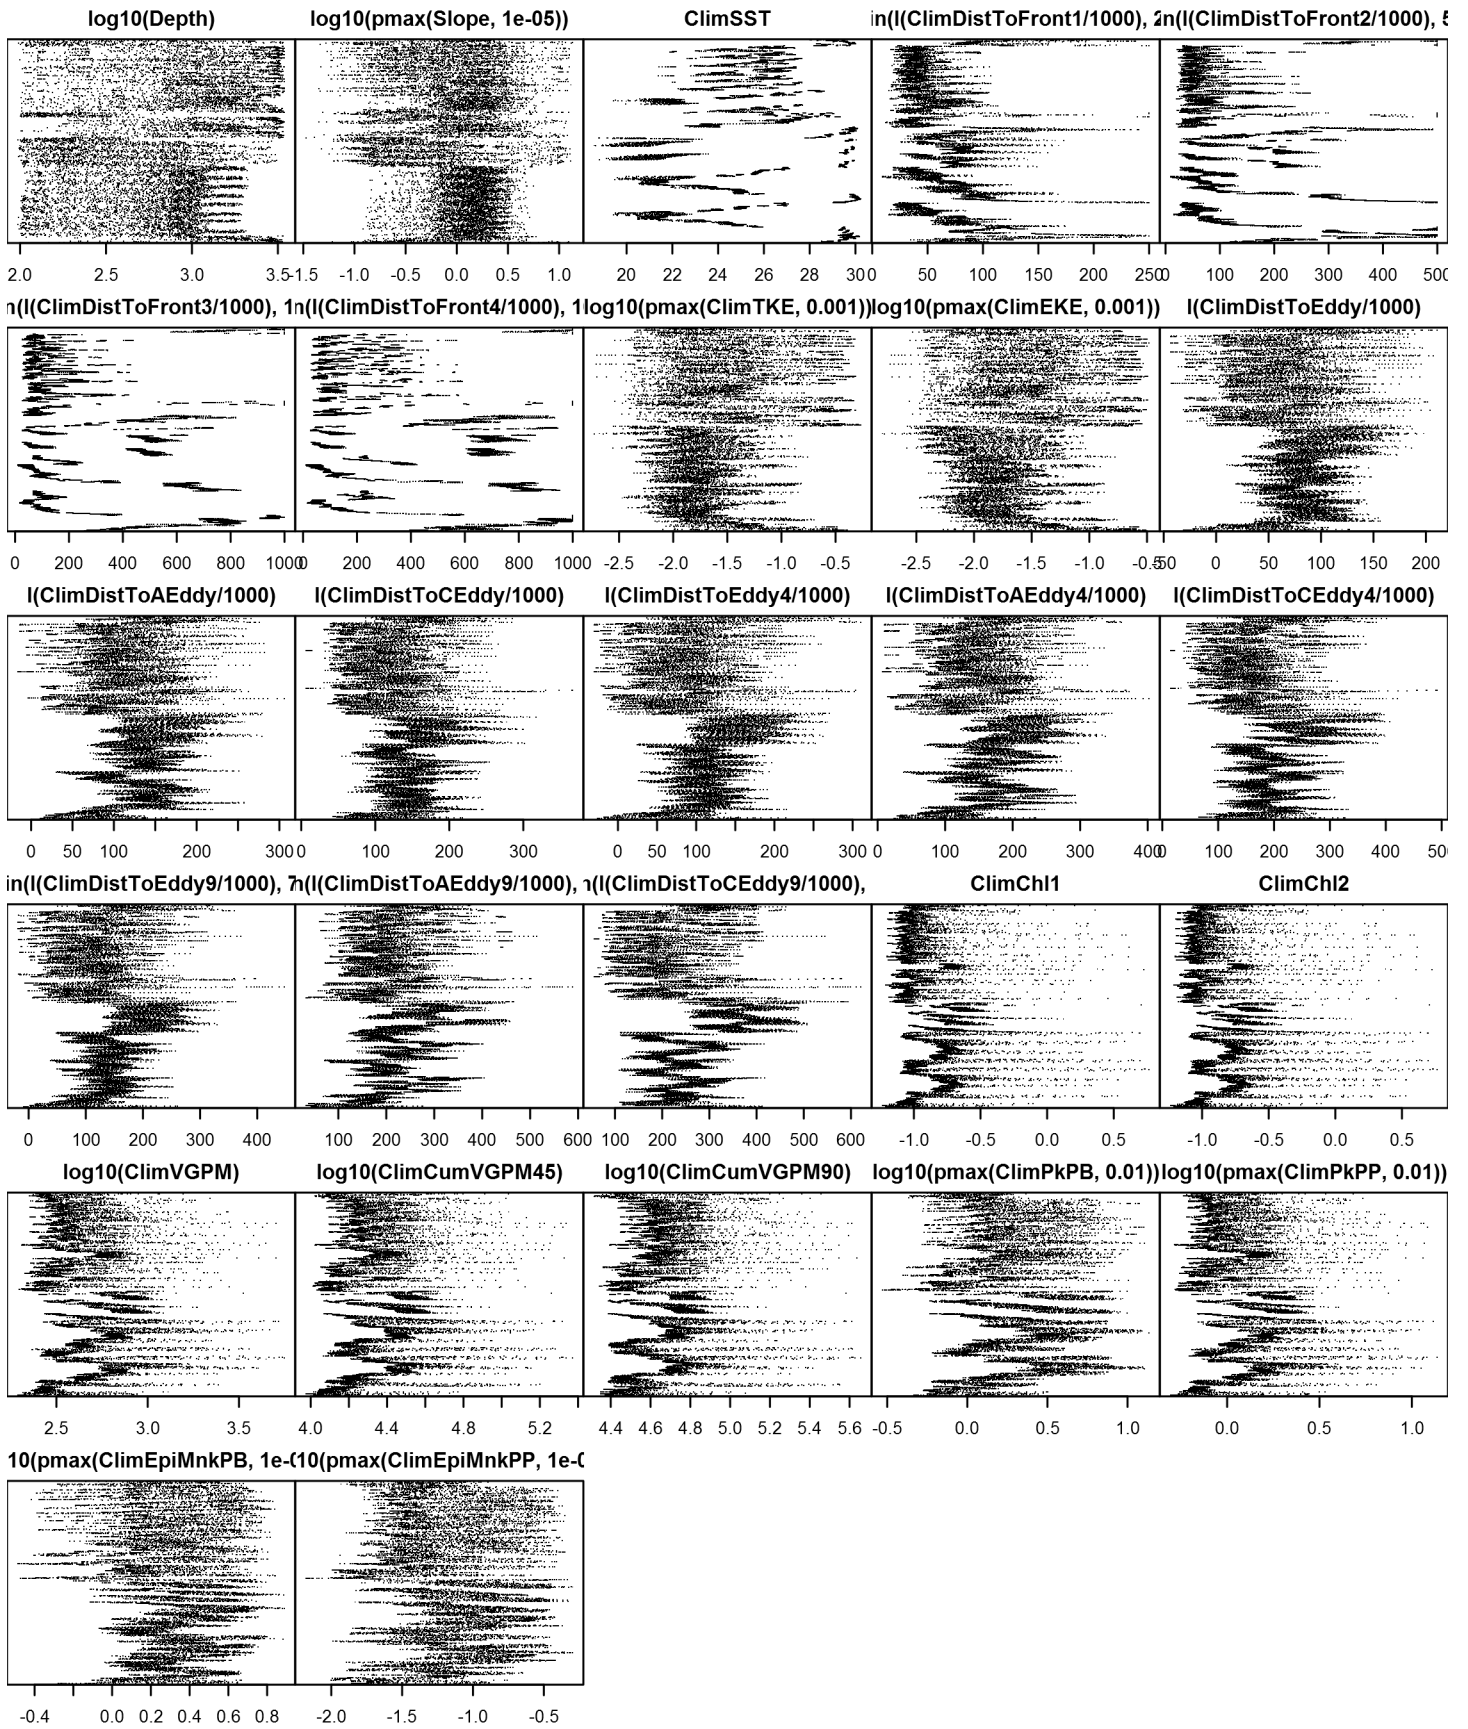 log10(Depth) log10(pmax(Slope, 1e-05)) ClimSST in(I(ClimDistToFront1/1000), 2 n(I(ClimDistToFront2/1000), 5
2.0 2.5 3.0 3.5 -1.5 -1.0 -0.5 0.0 0.5 1.0 20 22 24 26 28 30 50 100 150 200 250 0 100 200 300 400 500
n(I(ClimDistToFront3/1000), 1 n(I(ClimDistToFront4/1000), 1 log10(pmax(ClimTKE, 0.001)) log10(pmax(ClimEKE, 0.001)) I(ClimDistToEddy/1000)
0 200 400 600 800 1000 0 200 400 600 800 1000 -2.5 -2.0 -1.5 -1.0 -0.5 -2.5 -2.0 -1.5 -1.0 -0.5 -50 0 50 100 150 200
I(ClimDistToAEddy/1000) I(ClimDistToCEddy/1000) I(ClimDistToEddy4/1000) I(ClimDistToAEddy4/1000) I(ClimDistToCEddy4/1000)
0 50 100 150 200 250 300 0 100 200 300 0 50 100 150 200 250 300 0 100 200 300 400 0 100 200 300 400 500
in(I(ClimDistToEddy9/1000), 7 n(I(ClimDistToAEddy9/1000), n(I(ClimDistToCEddy9/1000), ClimChl1 ClimChl2
0 100 200 300 400 100 200 300 400 500 600 100 200 300 400 500 600 -1.0 -0.5 0.0 0.5 -1.0 -0.5 0.0 0.5
log10(ClimVGPM) log10(ClimCumVGPM45) log10(ClimCumVGPM90) log10(pmax(ClimPkPB, 0.01)) log10(pmax(ClimPkPP, 0.01))
2.5 3.0 3.5 4.0 4.4 4.8 5.2 4.4 4.6 4.8 5.0 5.2 5.4 5.6 -0.5 0.0 0.5 1.0 0.0 0.5 1.0
10(pmax(ClimEpiMnkPB, 1e-0 10(pmax(ClimEpiMnkPP, 1e-0
-0.4 0.0 0.2 0.4 0.6 0.8 -2.0 -1.5 -1.0 -0.5